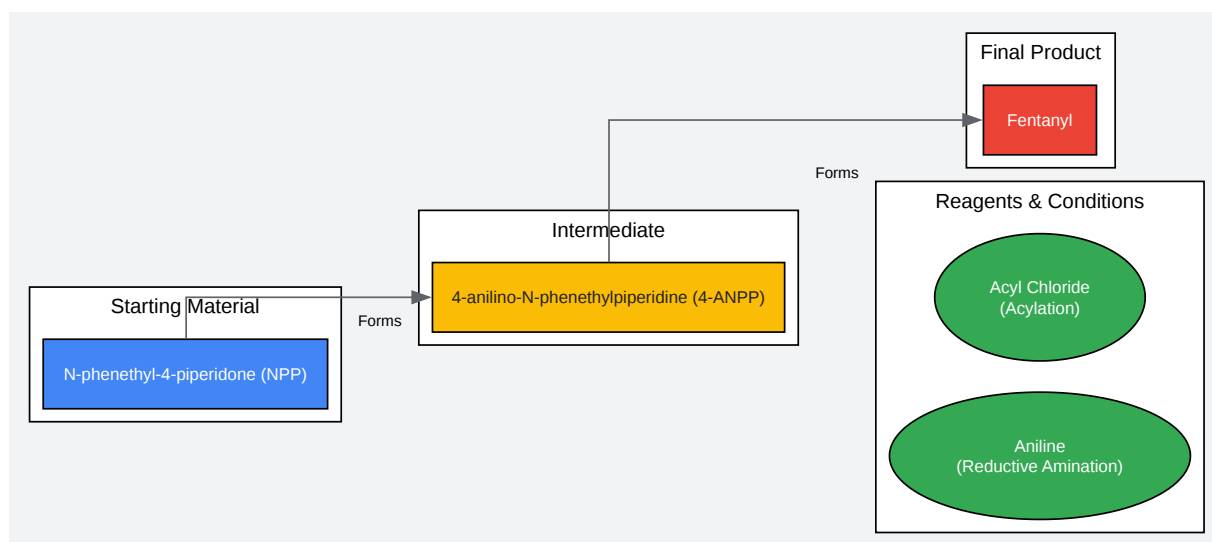 Final Product
Fentanyl
Forms
Reagents & Conditions
Intermediate
4-anilino-N-phenethylpiperidine (4-ANPP)
Acyl Chloride
(Acylation)
Starting Material
Forms
N-phenethyl-4-piperidone (NPP)
Aniline
(Reductive Amination)